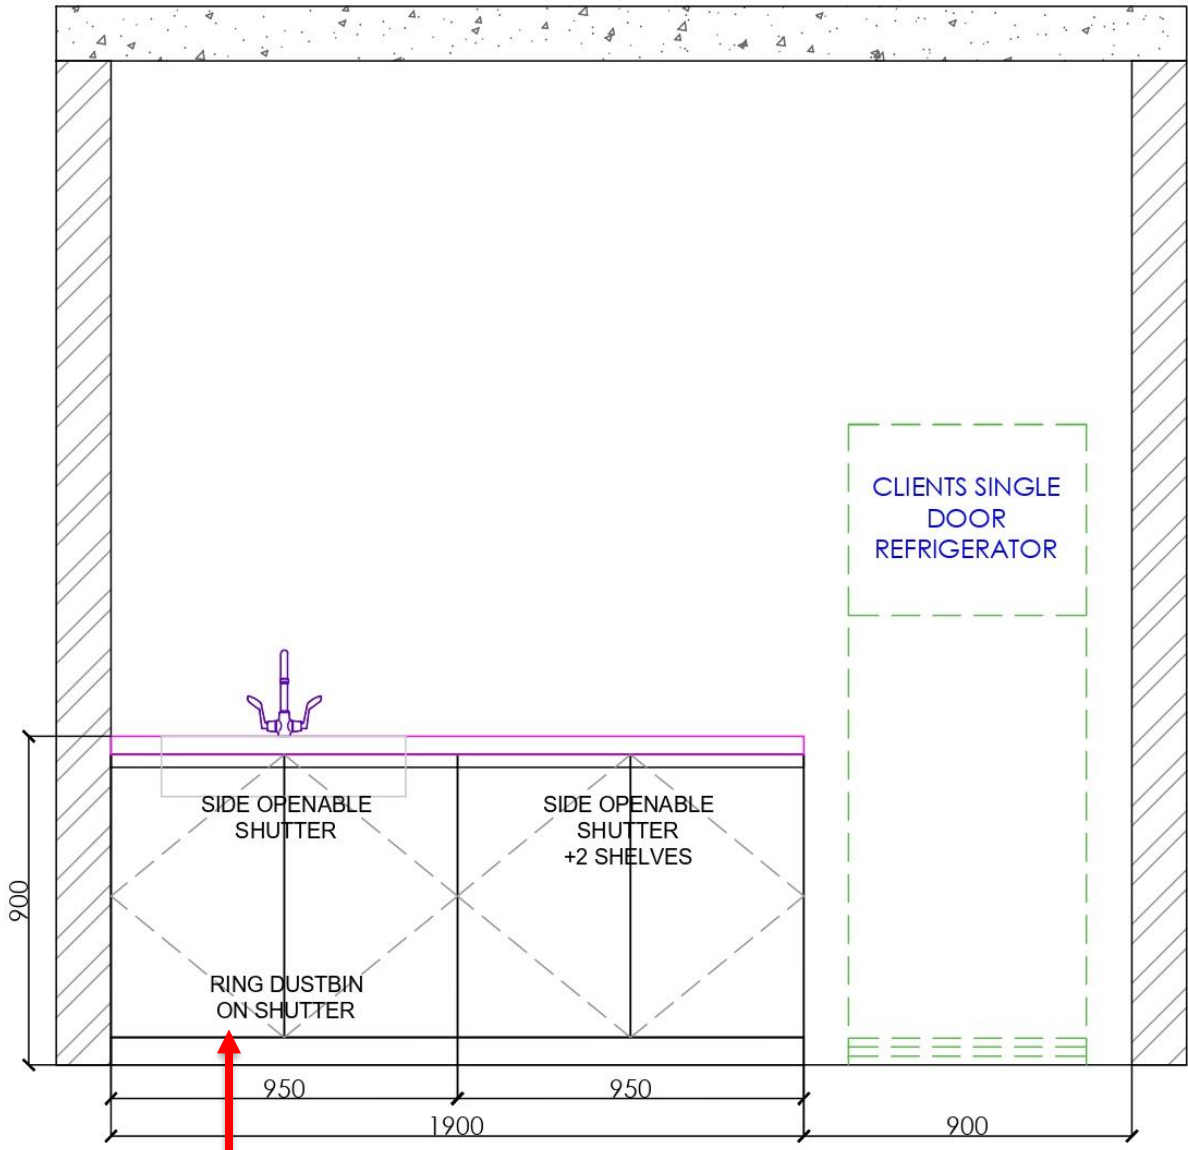 CLIENTS SINGLE
DOOR
REFRIGERATOR
SIDE OPENABLE
SHUTTER
SIDE OPENABLE
SHUTTER
+2 SHELVES
900
RING DUSTBIN
ON SHUTTER
950
950
1900
900